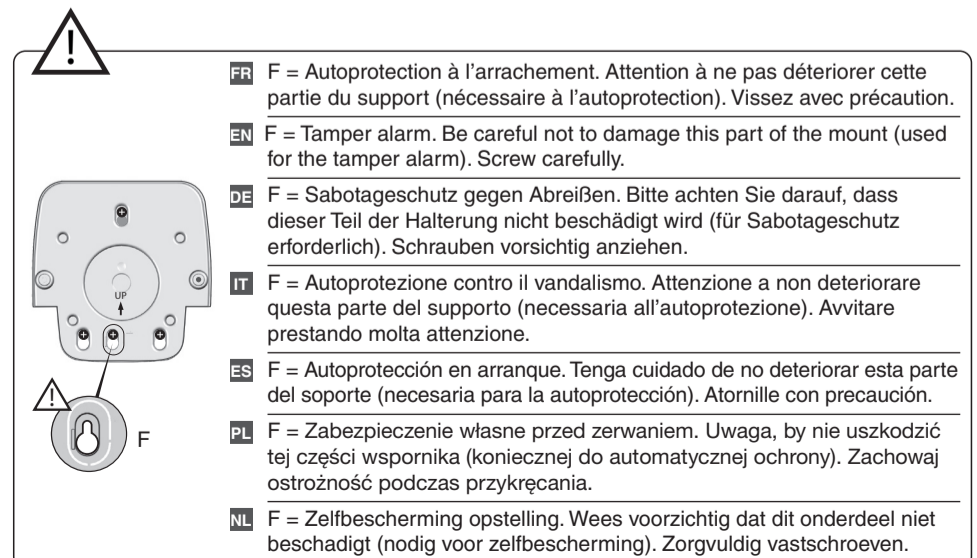 !
FR F = Autoprotection à l'arrachement. Attention à ne pas déteriorer cette
partie du support (nécessaire à l'autoprotection). Vissez avec précaution.
EN F = Tamper alarm. Be careful not to damage this part of the mount (used
for the tamper alarm). Screw carefully.
DE F = Sabotageschutz gegen Abreißen. Bitte achten Sie darauf, dass
dieser Teil der Halterung nicht beschädigt wird (für Sabotageschutz
erforderlich). Schrauben vorsichtig anziehen.
IT F = Autoprotezione contro il vandalismo. Attenzione a non deteriorare
questa parte del supporto (necessaria all'autoprotezione). Avvitare
prestando molta attenzione.
ES F = Autoprotección en arranque. Tenga cuidado de no deteriorar esta parte
del soporte (necesaria para la autoprotección). Atornille con precaución.
PL F = Zabezpieczenie własne przed zerwaniem. Uwaga, by nie uszkodzić
tej części wspornika (koniecznej do automatycznej ochrony). Zachowaj
ostrożność podczas przykręcania.
NL F = Zelfbescherming opstelling. Wees voorzichtig dat dit onderdeel niet
beschadigt (nodig voor zelfbescherming). Zorgvuldig vastschroeven.
UP
!
F